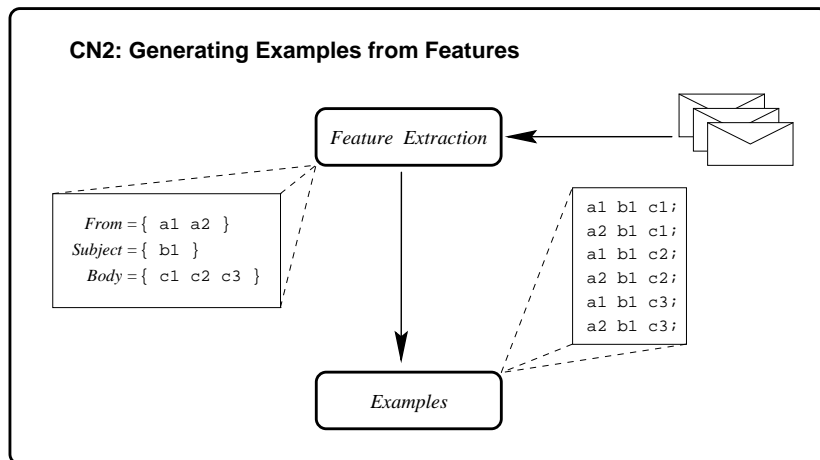 CN2: Generating Examples from Features
Feature Extraction
From = { a1 a2 }
Subject = { b1 }
Body = { c1 c2 c3 }
a1 b1 c1;
a2 b1 c1;
a1 b1 c2;
a2 b1 c2;
a1 b1 c3;
a2 b1 c3;
Examples